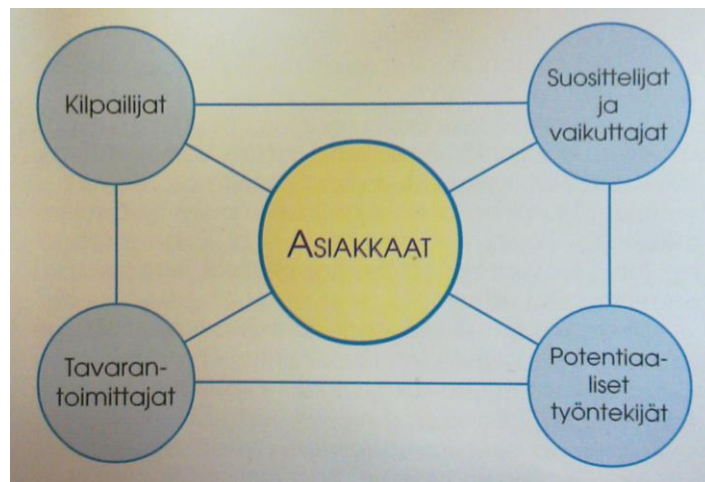 Kilpailijat
Suosittelijat
ja
vaikuttajat
ASIAKKAAT
Tavaran-
toimittajat
Potentiaa-
liset
työntekijät